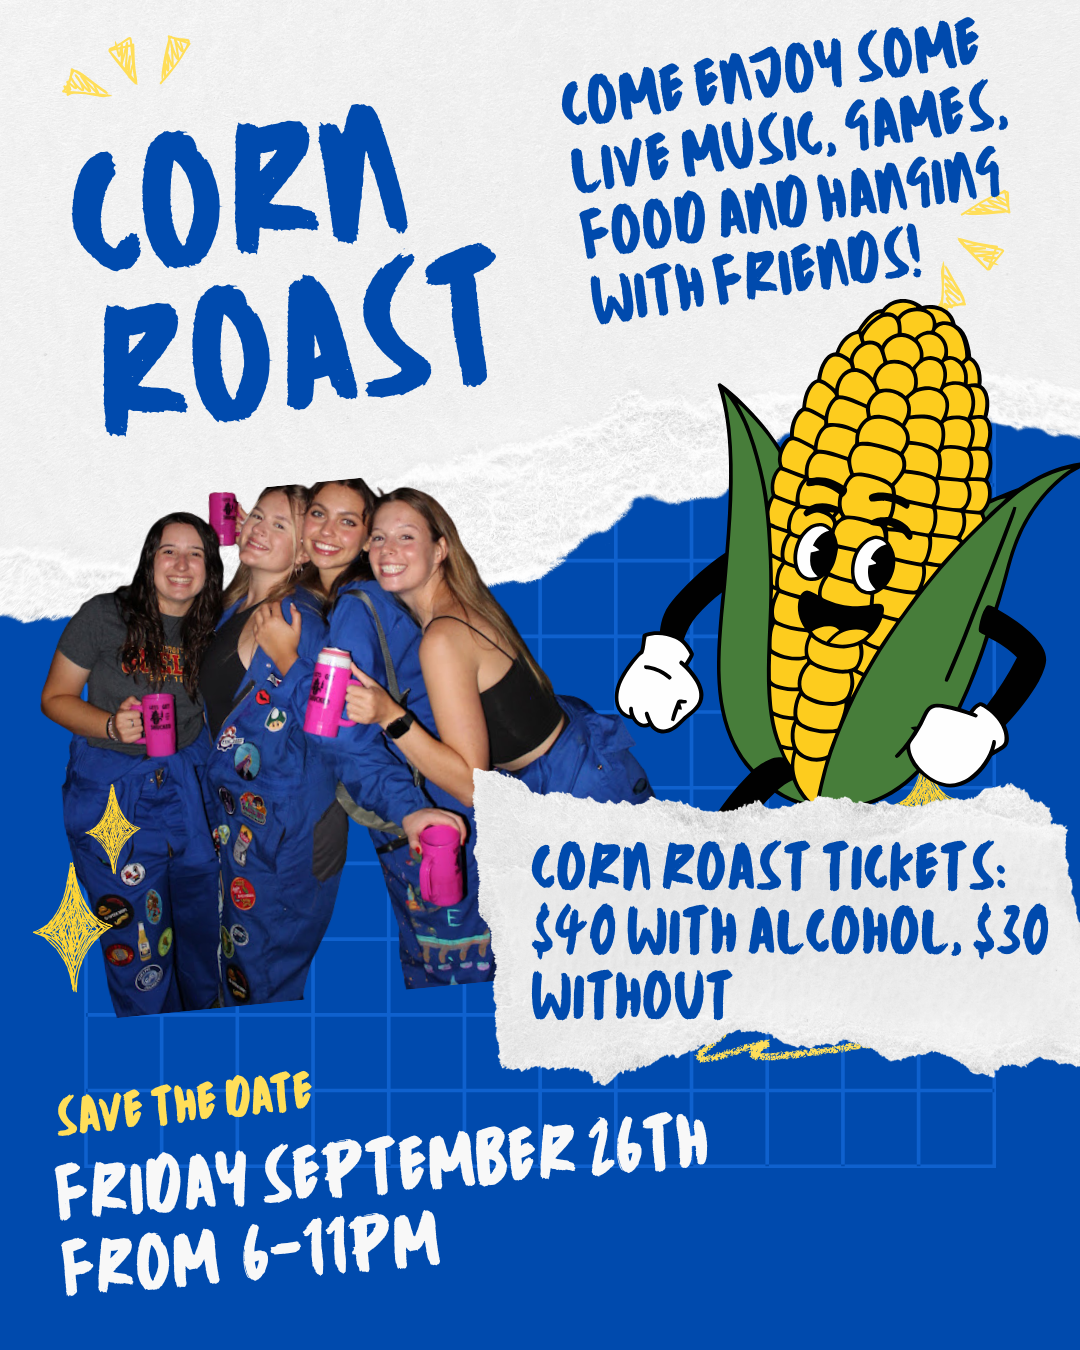 CORN
ROAST
COME ENJOY SOME
LIVE MUSIC, GAMES,
FOOD AND HANGING
WITH FRIENDS!
CORN ROAST TICKETS:
$40 WITH ALCOHOL, $30
WITHOUT
SAVE THE DATE
FRIDAY SEPTEMBER 26TH
FROM 6-11PM